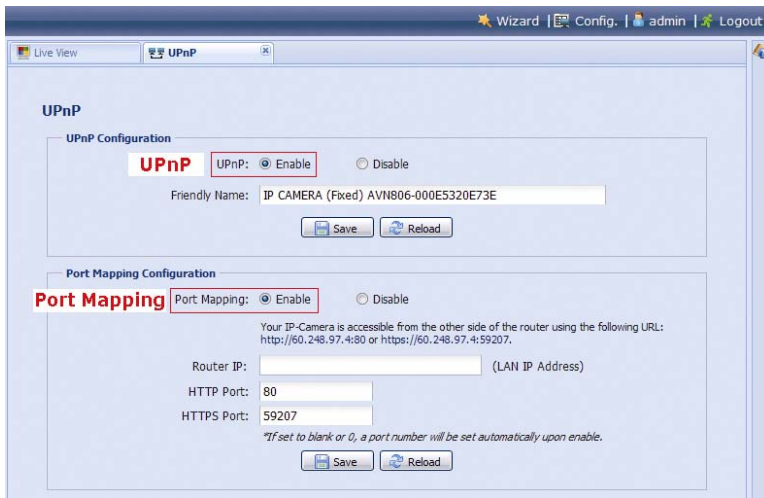 Wizard | Config. | admin | Logout
Live View
UPnP
UPnP
UPnP Configuration
UPnP UPnP: Enable Disable
Friendly Name: IP CAMERA (Fixed) AVN806-000E5320E73E
Save Reload
Port Mapping Configuration
Port Mapping Port Mapping: Enable Disable
Your IP-Camera is accessible from the other side of the router using the following URL:
http://60.248.97.4:80 or https://60.248.97.4:59207.
Router IP: (LAN IP Address)
HTTP Port: 80
HTTPS Port: 59207
*If set to blank or 0, a port number will be set automatically upon enable.
Save Reload